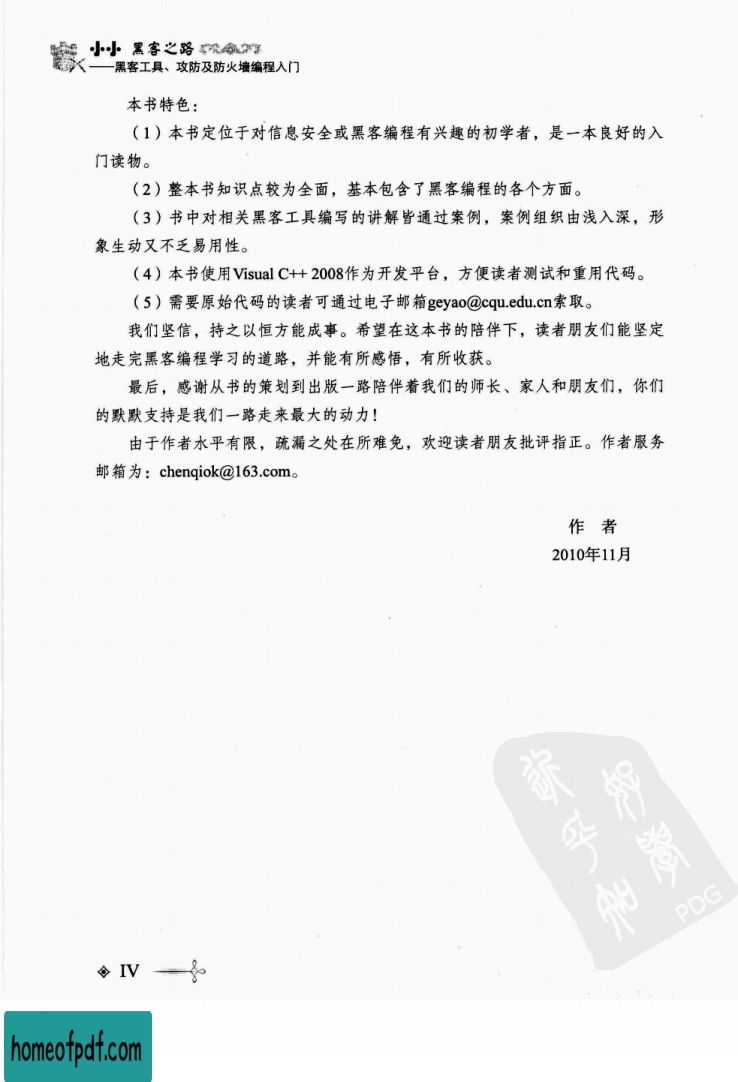 小小 黑客之路
——黑客工具、攻防及防火墙编程入门
本书特色：
（1）本书定位于对信息安全或黑客编程有兴趣的初学者，是一本良好的入
门读物。
（2）整本书知识点较为全面，基本包含了黑客编程的各个方面。
（3）书中对相关黑客工具编写的讲解皆通过案例，案例组织由浅入深，形
象生动又不乏易用性。
（4）本书使用Visual C++ 2008作为开发平台，方便读者测试和重用代码。
（5）需要原始代码的读者可通过电子邮箱geyao@cqu.edu.cn索取。
我们坚信，持之以恒方能成事。希望在这本书的陪伴下，读者朋友们能坚定
地走完黑客编程学习的道路，并能有所感悟，有所收获。
最后，感谢从书的策划到出版一路陪伴着我们的师长、家人和朋友们，你们
的默默支持是我们一路走来最大的动力！
由于作者水平有限，疏漏之处在所难免，欢迎读者朋友批评指正。作者服务
邮箱为：chenqiok@163.com。
作 者
2010年11月
PDG
IV
homeofpdf.com